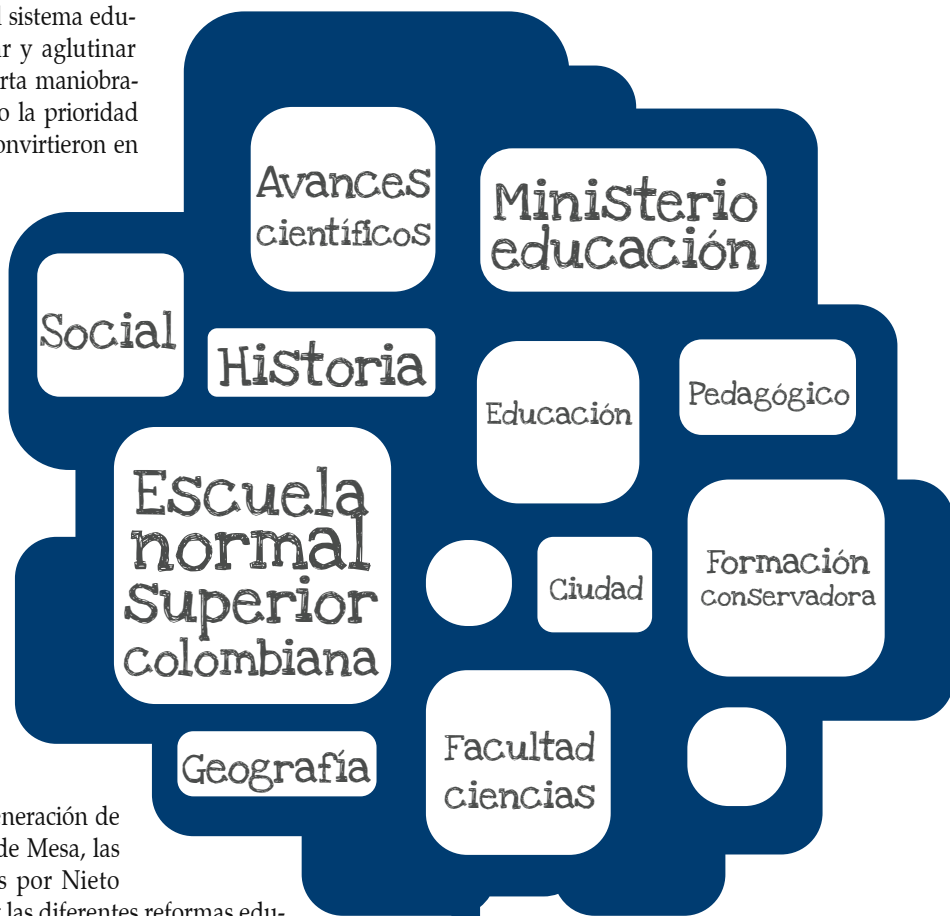 l sistema edu-
r y aglutinar
rta maniobra-
o la prioridad
onvirtieron en
Avances
científicos
Ministerio
educación
Social
Historia
Educación
Pedagógico
Escuela
normal
superior
colombiana
Ciudad
Formación
conservadora
Geografía
Facultad
ciencias
neración de
de Mesa, las
s por Nieto
las diferentes reformas edu-